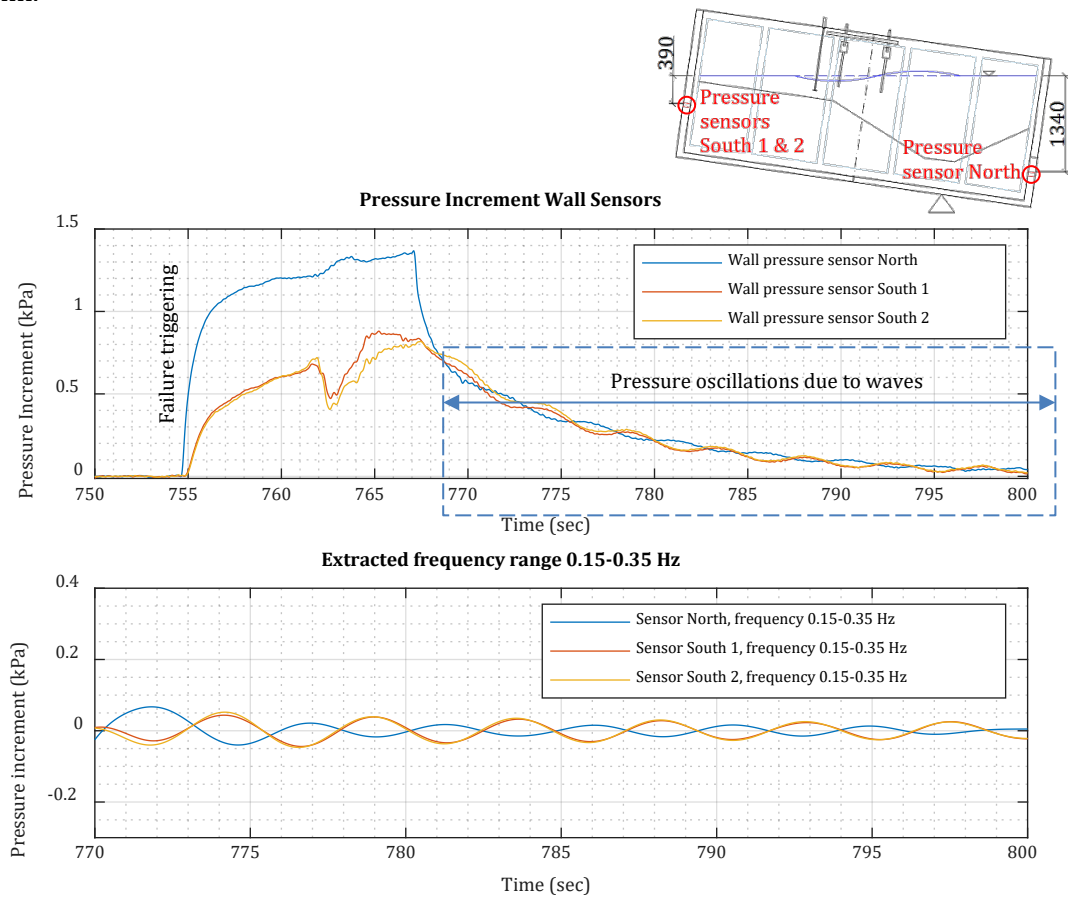 390
Pressure
sensors
South 1 & 2
Pressure
sensor North
1340
Pressure Increment Wall Sensors
Pressure Increment (kPa)
1.5
1
0.5
0
Failure triggering
Wall pressure sensor North
Wall pressure sensor South 1
Wall pressure sensor South 2
Pressure oscillations due to waves
750 755 760 765 770 775 780 785 790 795 800
Time (sec)
Extracted frequency range 0.15-0.35 Hz
Pressure increment (kPa)
0.4
0.2
0
-0.2
Sensor North, frequency 0.15-0.35 Hz
Sensor South 1, frequency 0.15-0.35 Hz
Sensor South 2, frequency 0.15-0.35 Hz
770 775 780 785 790 795 800
Time (sec)